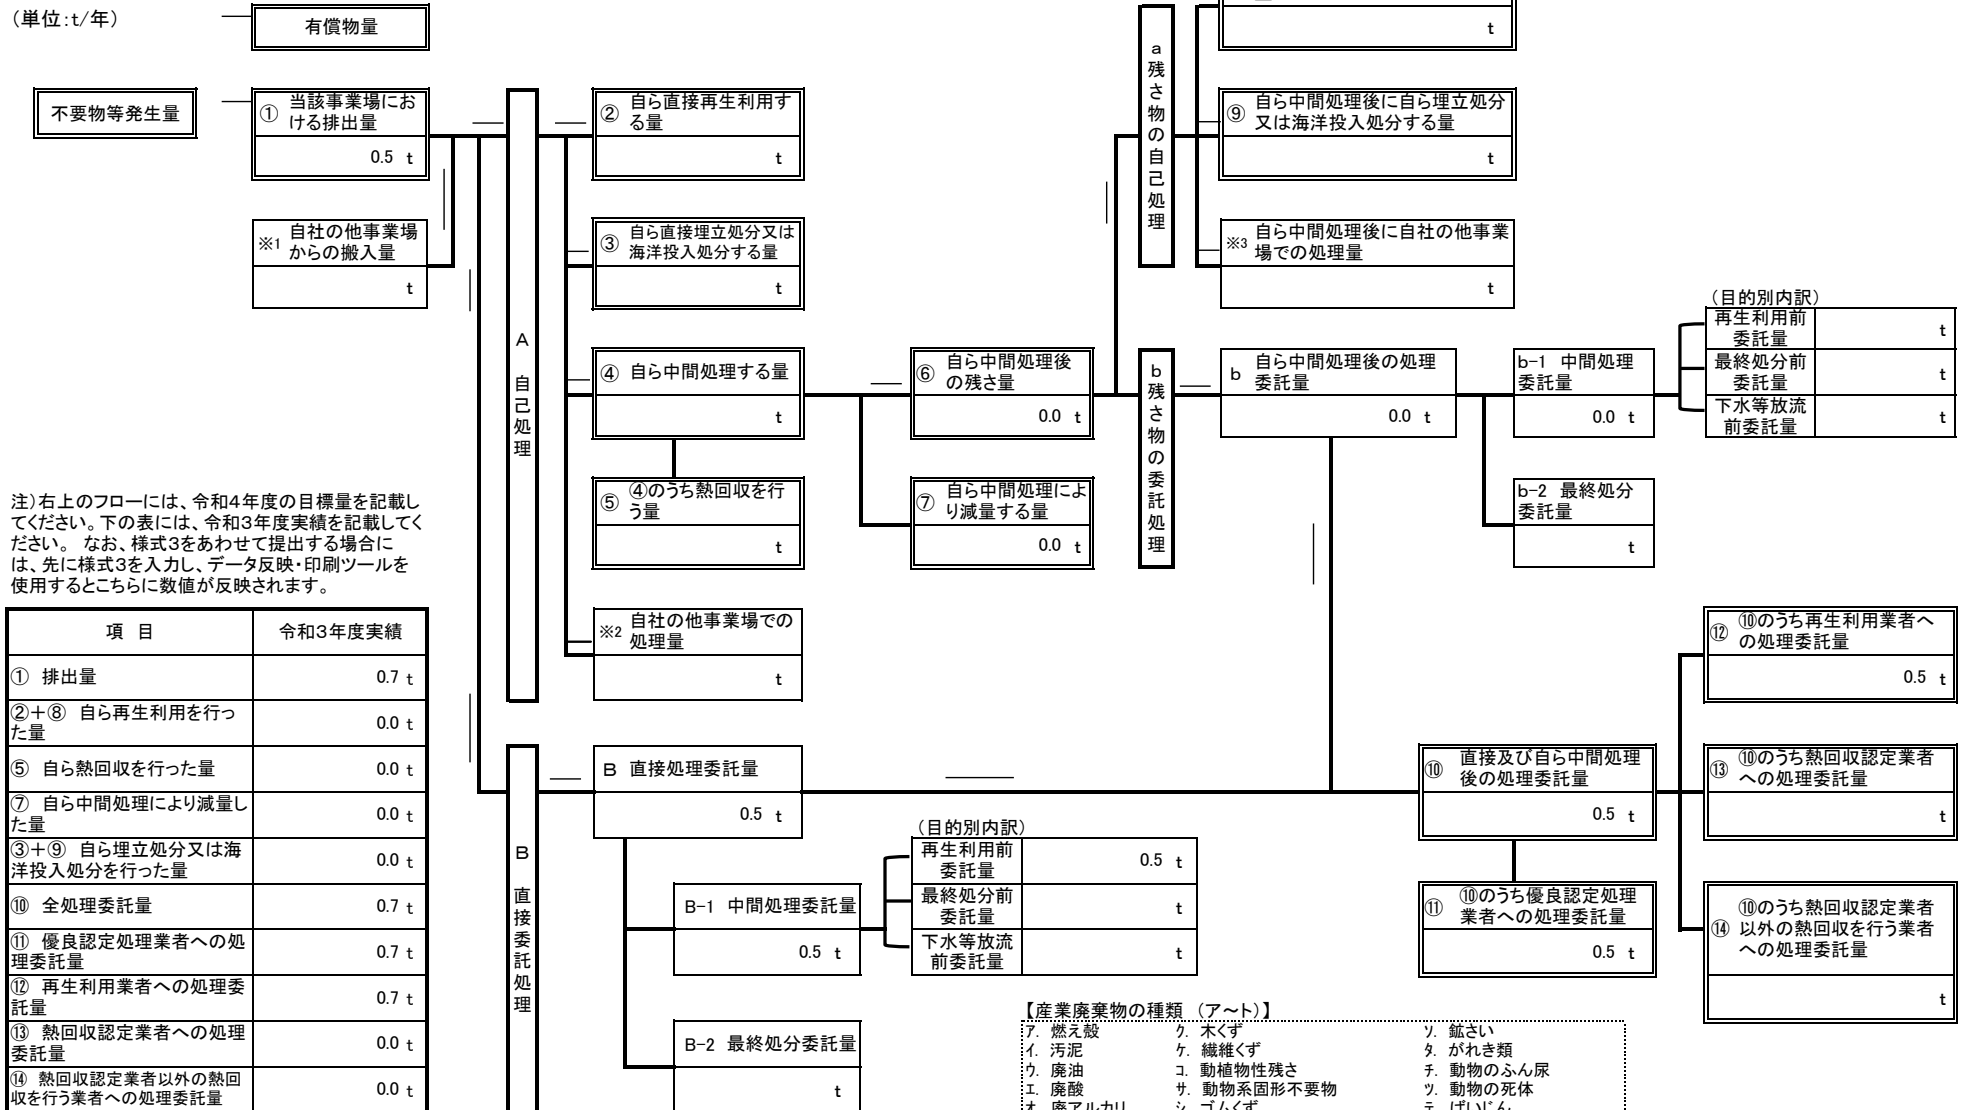 （単位:t/年）
有償物量
t
不要物等発生量
① 当該事業場にお
ける排出量
0.5 t
※1 自社の他事業場
からの搬入量
t
A 自己処理
② 自ら直接再生利用す
る量
t
③ 自ら直接埋立処分又は
海洋投入処分する量
t
④ 自ら中間処理する量
t
⑤ ④のうち熱回収を行
う量
t
※2 自社の他事業場での
処理量
t
⑥ 自ら中間処理後
の残さ量
0.0 t
⑦ 自ら中間処理によ
り減量する量
0.0 t
a 残さ物の自己処理
⑨ 自ら中間処理後に自ら埋立処分
又は海洋投入処分する量
t
※3 自ら中間処理後に自社の他事業
場での処理量
t
b 残さ物の委託処理
b 自ら中間処理後の処理
委託量
0.0 t
b-1 中間処理
委託量
0.0 t
b-2 最終処分
委託量
t
（目的別内訳）
再生利用前
委託量
t
最終処分前
委託量
t
下水等放流
前委託量
t
注）右上のフローには、令和４年度の目標量を記載し
てください。下の表には、令和３年度実績を記載してく
ださい。 なお、様式３をあわせて提出する場合に
は、先に様式３を入力し、データ反映・印刷ツールを
使用するとこちらに数値が反映されます。
項 目 令和３年度実績
① 排出量 0.7 t
②＋⑧ 自ら再生利用を行っ
た量 0.0 t
⑤ 自ら熱回収を行った量 0.0 t
⑦ 自ら中間処理により減量し
た量 0.0 t
③＋⑨ 自ら埋立処分又は海
洋投入処分を行った量 0.0 t
⑩ 全処理委託量 0.7 t
⑪ 優良認定処理業者への処
理委託量 0.7 t
⑫ 再生利用業者への処理委
託量 0.7 t
⑬ 熱回収認定業者への処理
委託量 0.0 t
⑭ 熱回収認定業者以外の熱回
収を行う業者への処理委託量 0.0 t
B 直接委託処理
B 直接処理委託量
0.5 t
B-1 中間処理委託量
0.5 t
B-2 最終処分委託量
t
（目的別内訳）
再生利用前
委託量
0.5 t
最終処分前
委託量
t
下水等放流
前委託量
t
⑩ 直接及び自ら中間処理
後の処理委託量
0.5 t
⑪ ⑩のうち優良認定処理
業者への処理委託量
0.5 t
⑫ ⑩のうち再生利用業者へ
の処理委託量
0.5 t
⑬ ⑩のうち熱回収認定業者
への処理委託量
t
⑭ ⑩のうち熱回収認定業者
以外の熱回収を行う業者
への処理委託量
t
【産業廃棄物の種類 （ア～ト）】
ｱ. 燃え殻 ｸ. 木くず ｿ. 鉱さい
ｲ. 汚泥 ｹ. 繊維くず ﾀ. がれき類
ｳ. 廃油 ｺ. 動植物性残さ ﾁ. 動物のふん尿
ｴ. 廃酸 ｻ. 動物系固形不要物 ﾂ. 動物の死体
ｵ. 廃アルカリ ｼ. ゴムくず ﾃ. ばいじん